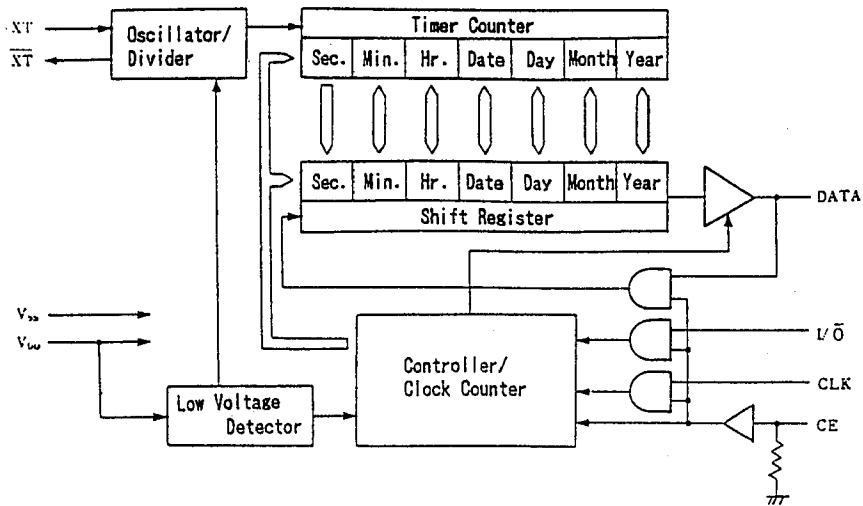 XT
X̅T̅
Oscillator/
Divider
Timer Counter
Sec. Min. Hr. Date Day Month Year
Sec. Min. Hr. Date Day Month Year
Shift Register
DATA
I/O̅
CLK
CE
Controller/
Clock Counter
Low Voltage
Detector
V
V